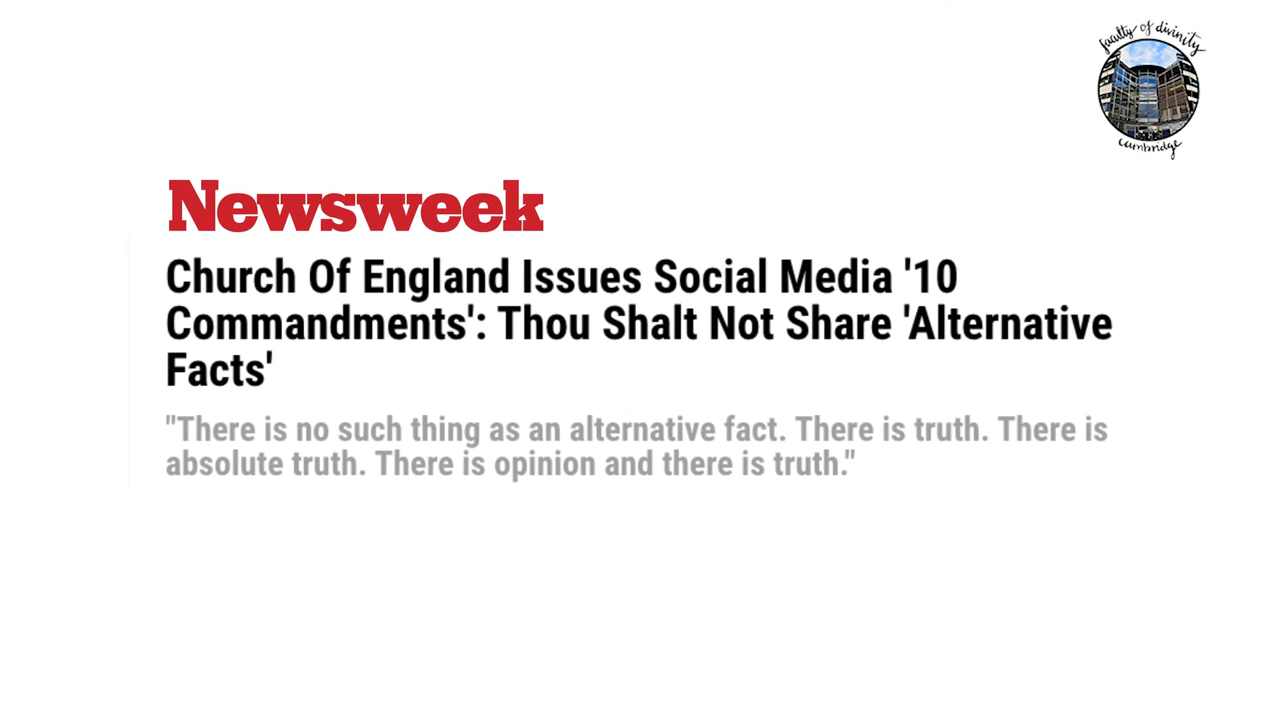 faculty of divinity
cambridge
Newsweek
Church Of England Issues Social Media '10
Commandments': Thou Shalt Not Share 'Alternative
Facts'
"There is no such thing as an alternative fact. There is truth. There is
absolute truth. There is opinion and there is truth."